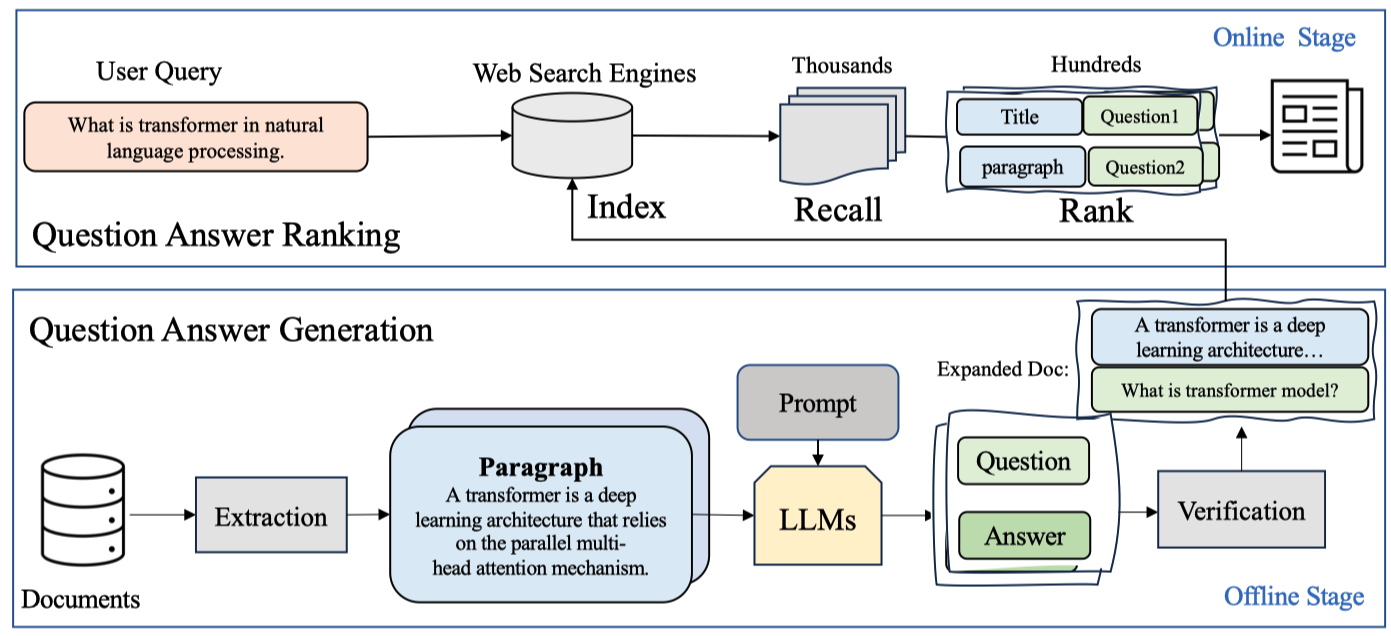 Online Stage
User Query
Web Search Engines
Thousands
Hundreds
What is transformer in natural
language processing.
Title
Question1
paragraph
Question2
Index
Recall
Rank
Question Answer Ranking
Question Answer Generation
Expanded Doc:
A transformer is a deep
learning architecture…
What is transformer model?
Prompt
Documents
Extraction
Paragraph
A transformer is a deep
learning architecture that relies
on the parallel multi-
head attention mechanism.
LLMs
Question
Answer
Verification
Offline Stage